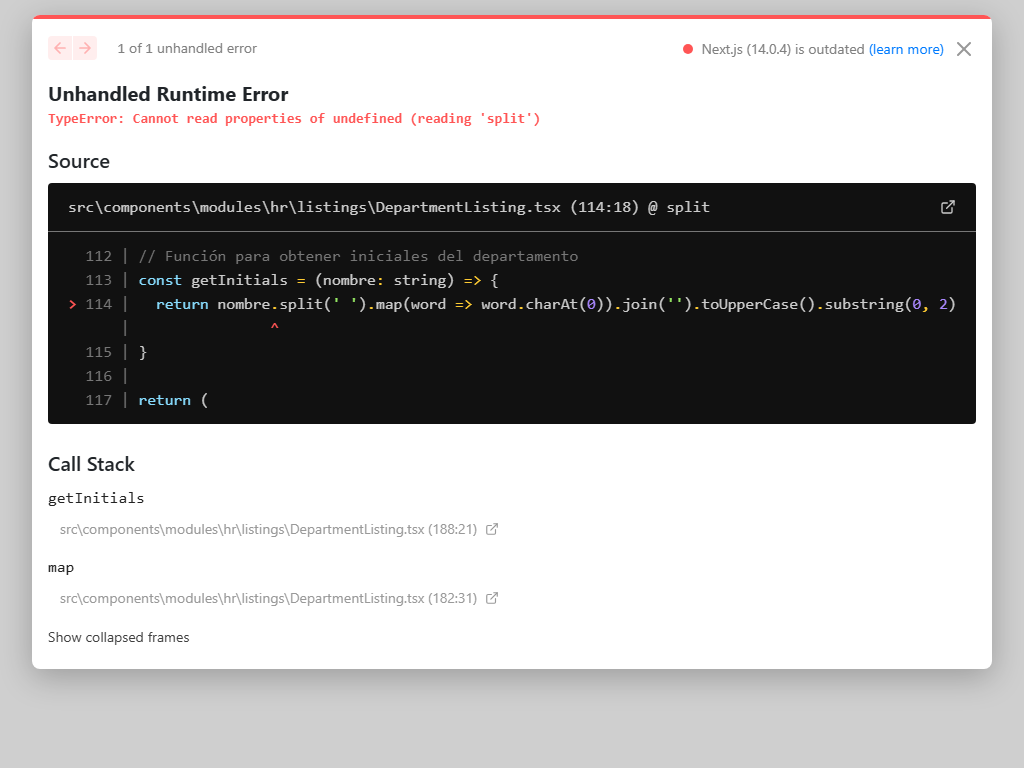 1 of 1 unhandled error
Next.js (14.0.4) is outdated (learn more)
Unhandled Runtime Error
TypeError: Cannot read properties of undefined (reading 'split')
Source
src\components\modules\hr\listings\DepartmentListing.tsx (114:18) @ split
112 | // Función para obtener iniciales del departamento
113 | const getInitials = (nombre: string) => {
> 114 |   return nombre.split(' ').map(word => word.charAt(0)).join('').toUpperCase().substring(0, 2)
|                 ^
115 | }
116 |
117 | return (
Call Stack
getInitials
src\components\modules\hr\listings\DepartmentListing.tsx (188:21)
map
src\components\modules\hr\listings\DepartmentListing.tsx (182:31)
Show collapsed frames